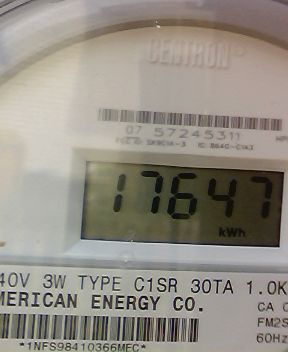 CENTRON®
07 57245311
17647
kWh
40V 3W TYPE C1SR 30TA 1.0K
MERICAN ENERGY CO.
CA 
FM2S
60Hz
*1NFS98410366MEC*